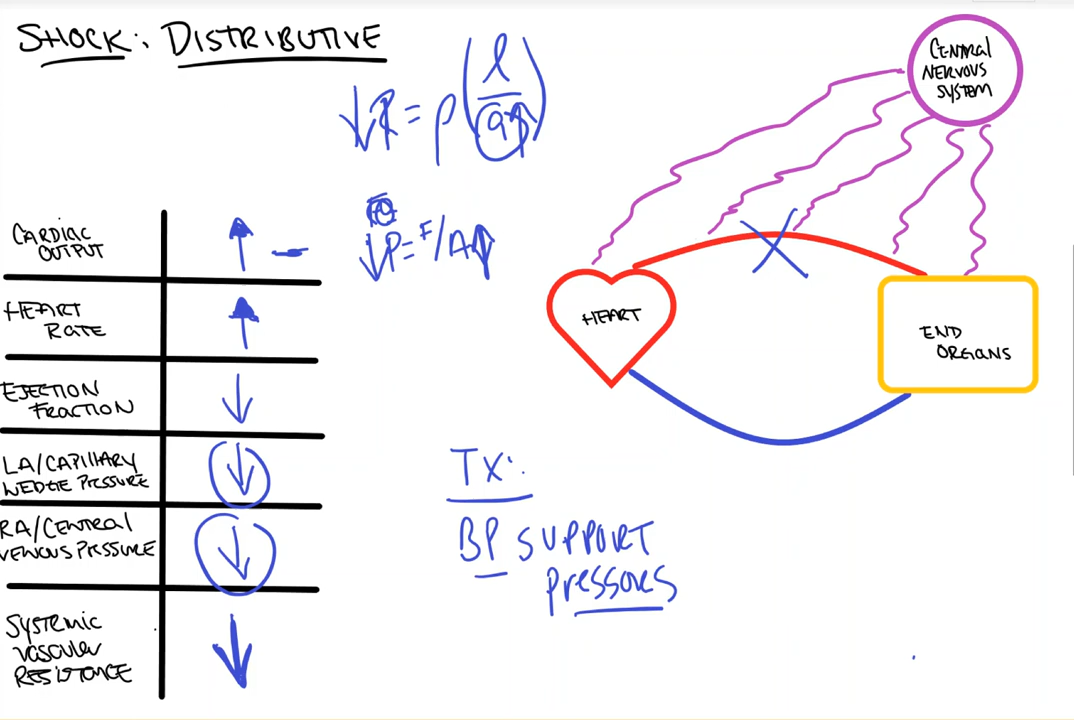 SHOCK: DISTRIBUTIVE
↓R = ρ(l/a↑)
↓P = F/A↑
CENTRAL
NERVOUS
SYSTEM
CARDIAC
OUTPUT
↑ –
HEART
RATE
↑
EJECTION
FRACTION
↓
LA/CAPILLARY
WEDGE PRESSURE
↓
RA/CENTRAL
VENOUS PRESSURE
↓
SYSTEMIC
VASCULAR
RESISTANCE
↓
HEART
END
ORGANS
TX:
BP SUPPORT
PRESSORS